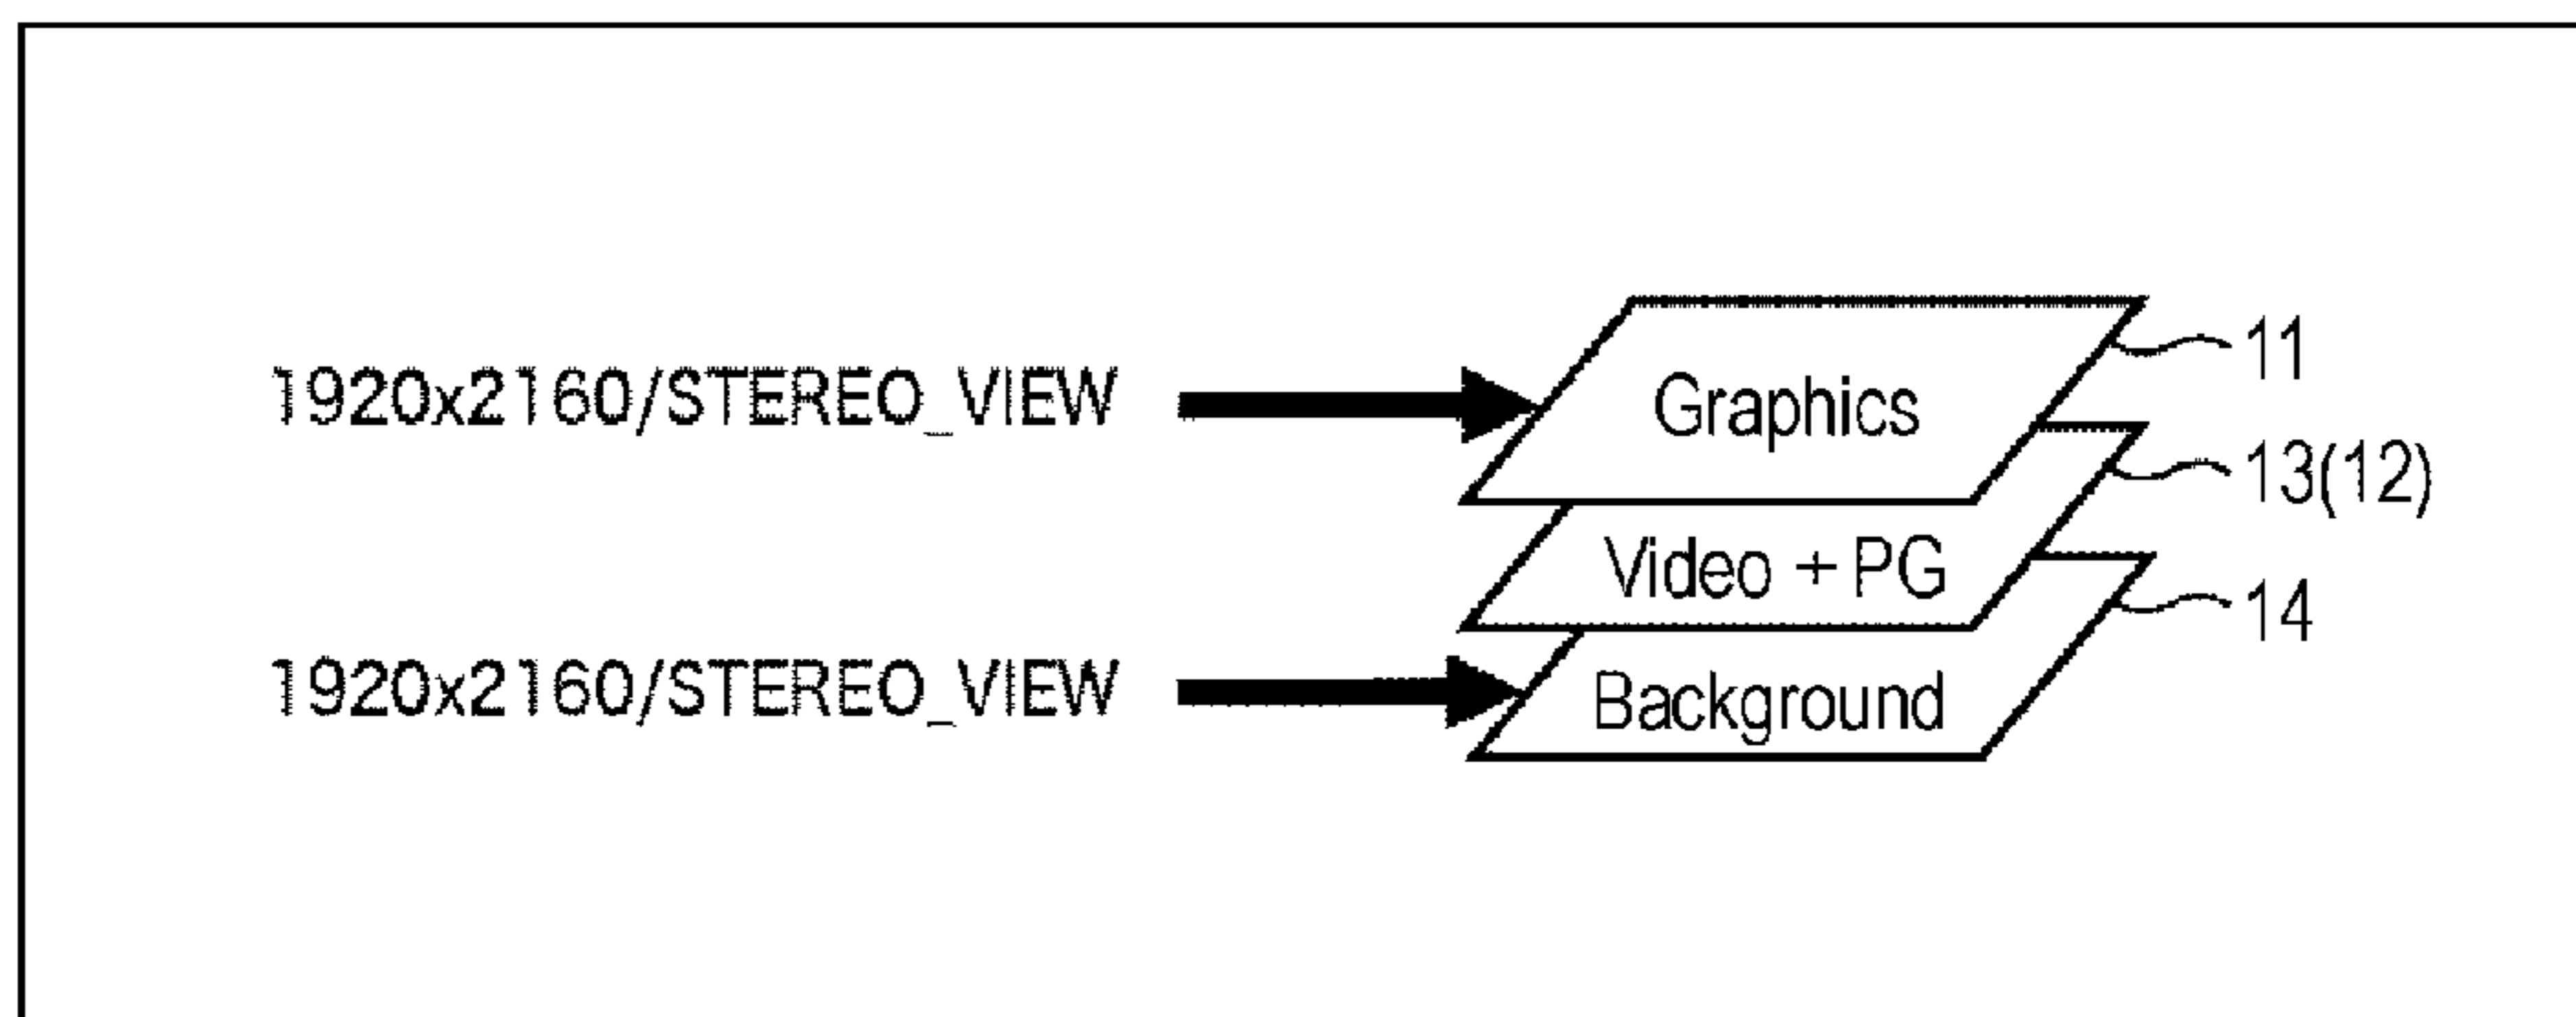 1920x2160/STEREO_VIEW
Graphics
11
Video + PG
13(12)
1920x2160/STEREO_VIEW
Background
14